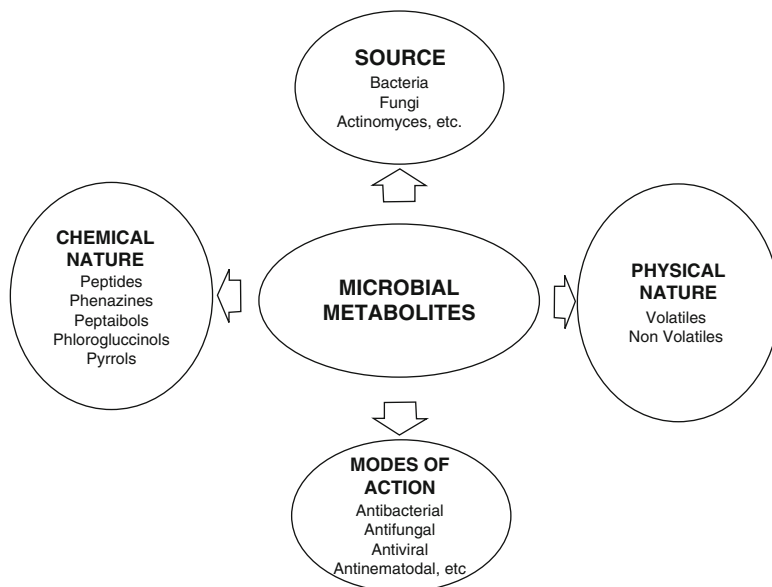 SOURCE
Bacteria
Fungi
Actinomyces, etc.
CHEMICAL
NATURE
Peptides
Phenazines
Peptaibols
Phlorogluccinols
Pyrrols
MICROBIAL
METABOLITES
PHYSICAL
NATURE
Volatiles
Non Volatiles
MODES OF
ACTION
Antibacterial
Antifungal
Antiviral
Antinematodal, etc